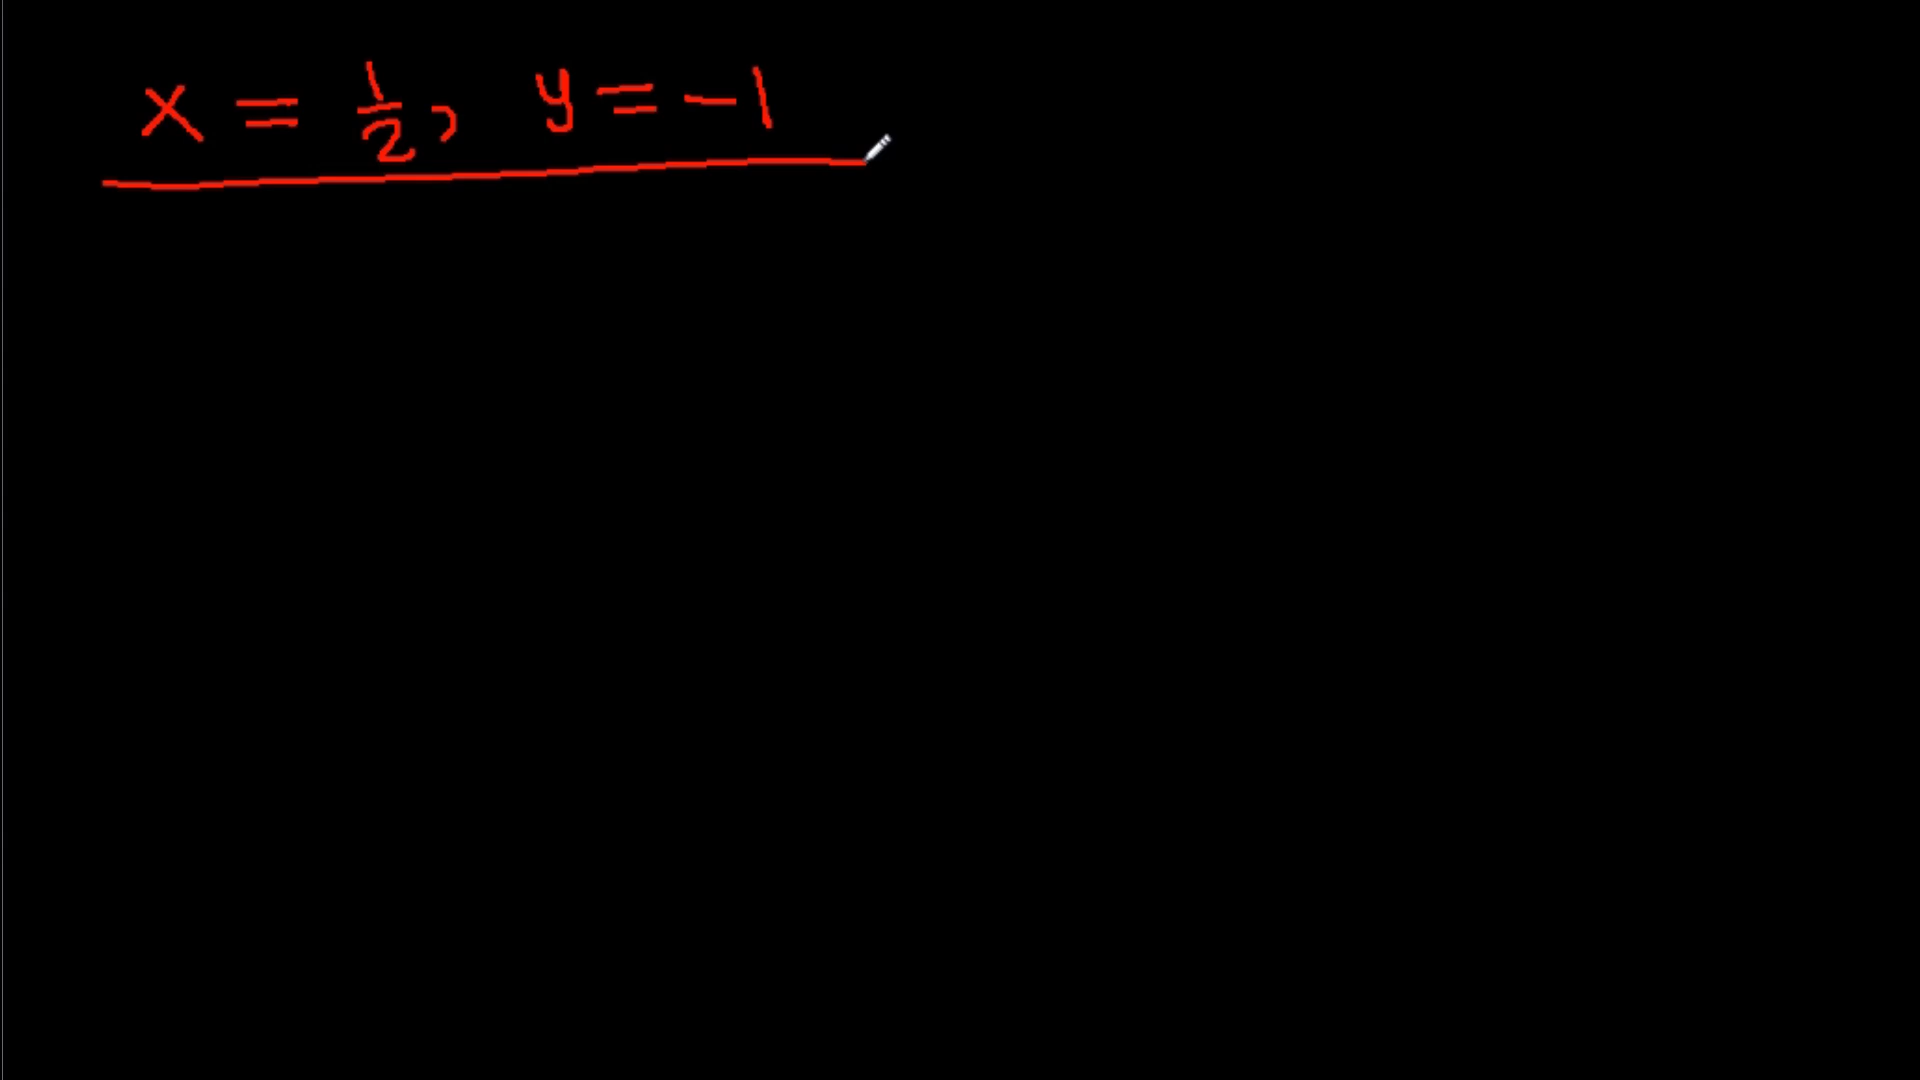 x = 1/2, y = -1